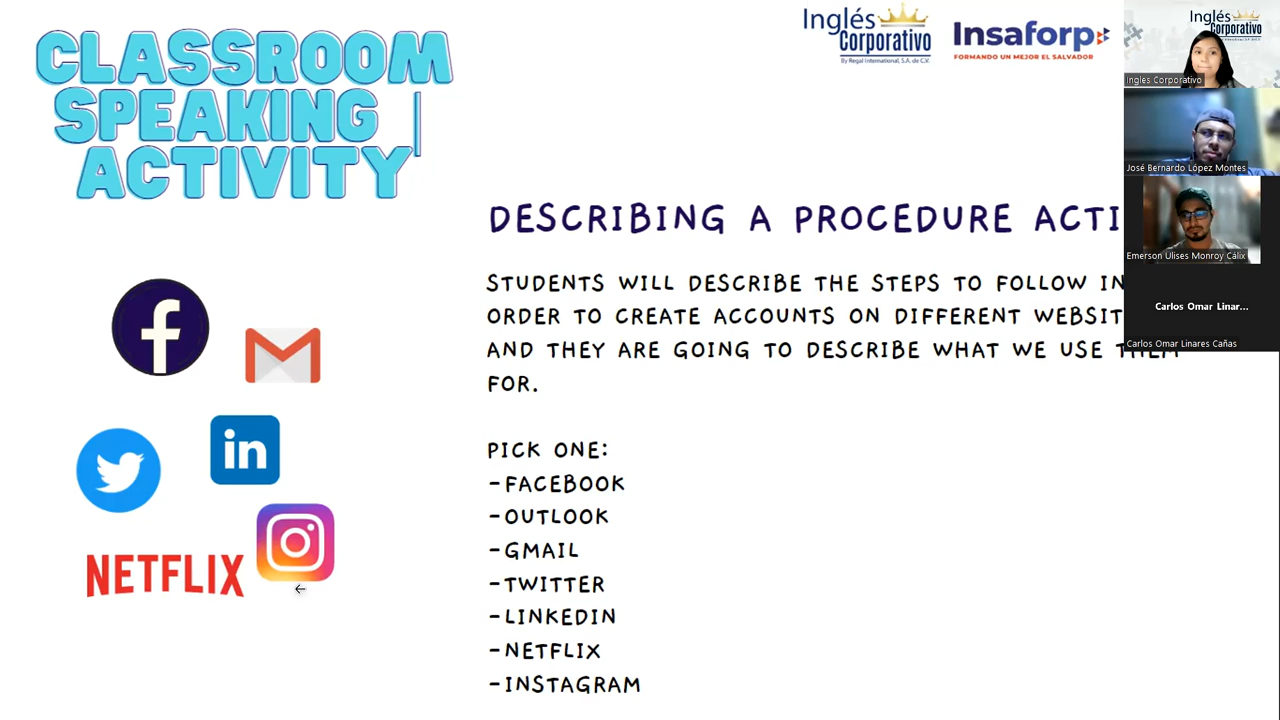 CLASSROOM
SPEAKING
ACTIVITY
Inglés
Corporativo
By Regal International, S.A. de C.V.
Insaforp
FORMANDO UN MEJOR EL SALVADOR
Inglés
Corporativo
Ingles Corporativo
José Bernardo López Montes
Emerson Ulises Monroy Cálix
Carlos Omar Linar...
Carlos Omar Linares Cañas
DESCRIBING A PROCEDURE ACTI
STUDENTS WILL DESCRIBE THE STEPS TO FOLLOW IN
ORDER TO CREATE ACCOUNTS ON DIFFERENT WEBSIT
AND THEY ARE GOING TO DESCRIBE WHAT WE USE THEM
FOR.
PICK ONE:
-FACEBOOK
-OUTLOOK
-GMAIL
-TWITTER
-LINKEDIN
-NETFLIX
-INSTAGRAM
f
in
NETFLIX